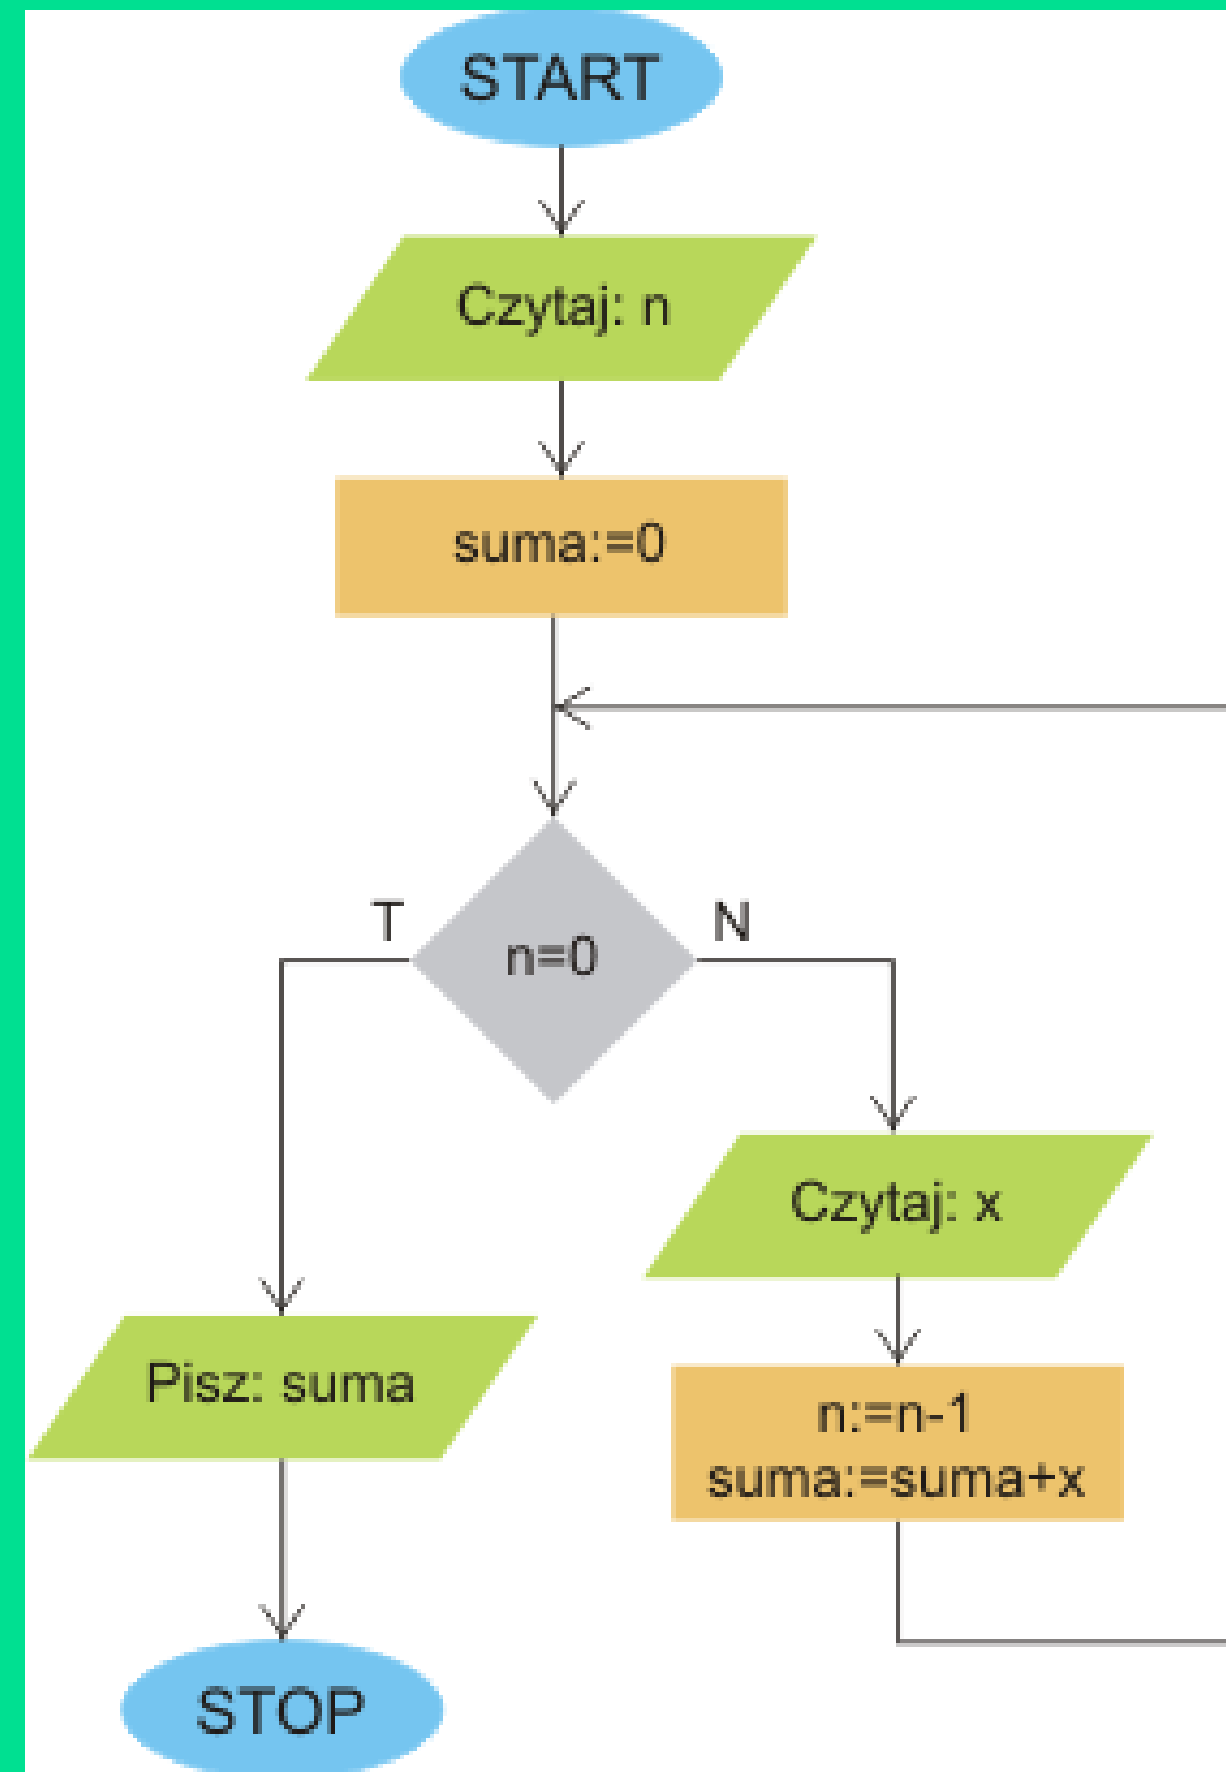 START
Czytaj: n
suma:=0
T
N
n=0
Czytaj: x
Pisz: suma
n:=n-1
suma:=suma+x
STOP